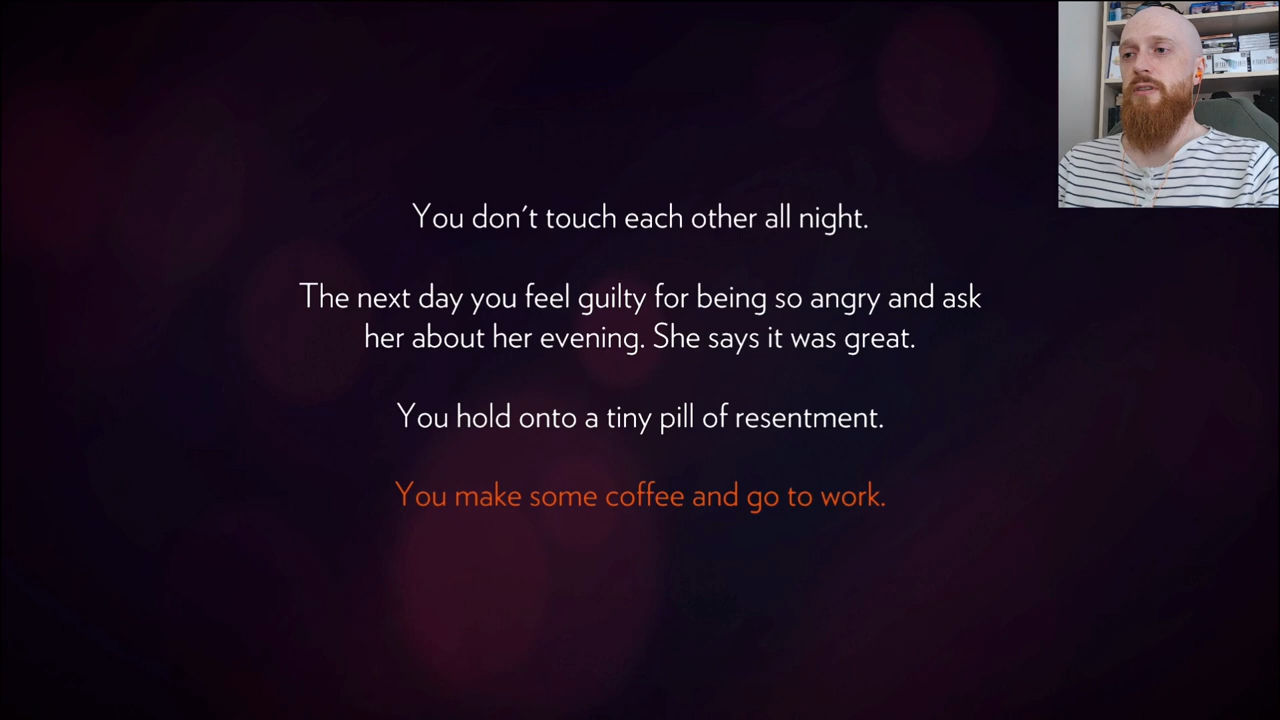 You don't touch each other all night.
The next day you feel guilty for being so angry and ask
her about her evening. She says it was great.
You hold onto a tiny pill of resentment.
You make some coffee and go to work.